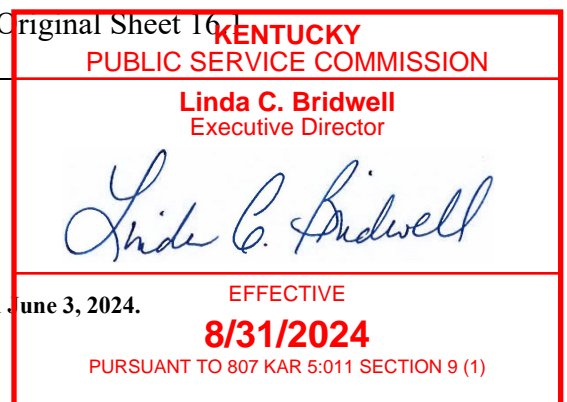 Original Sheet 16.1
KENTUCKY
PUBLIC SERVICE COMMISSION
Linda C. Bridwell
Executive Director
Linda C. Bridwell
June 3, 2024.
EFFECTIVE
8/31/2024
PURSUANT TO 807 KAR 5:011 SECTION 9 (1)